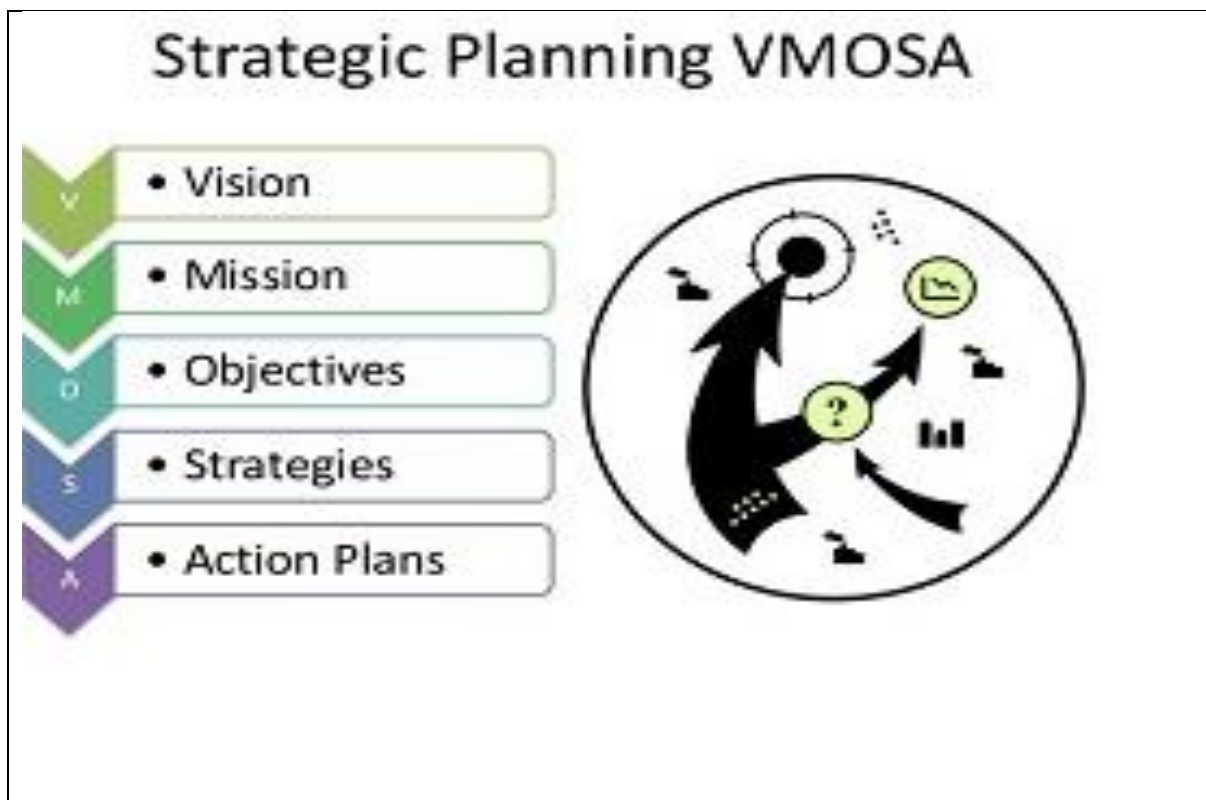 Strategic Planning VMOSA
V
• Vision
M
• Mission
O
• Objectives
S
• Strategies
A
• Action Plans
?